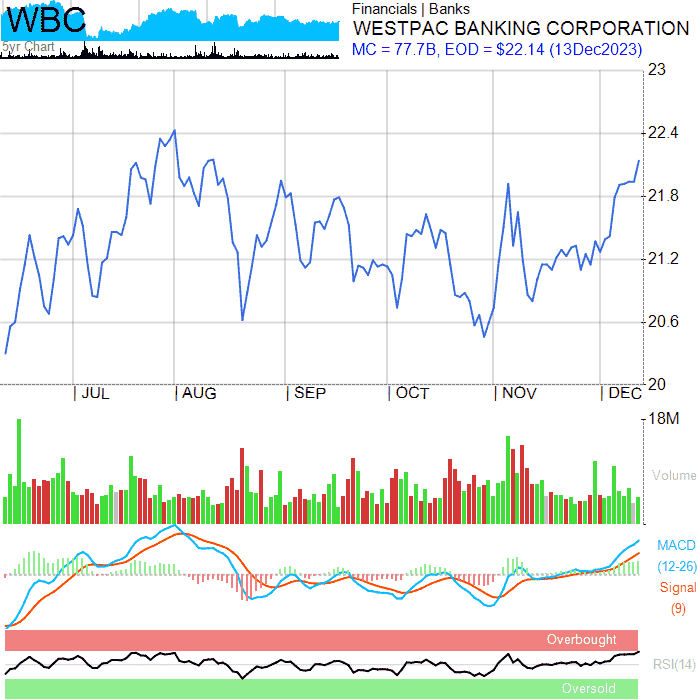 WBC
5yr Chart
Financials | Banks
WESTPAC BANKING CORPORATION
MC = 77.7B, EOD = $22.14 (13Dec2023)
23
22.4
21.8
21.2
20.6
20
| JUL | AUG | SEP | OCT | NOV | DEC
18M
Volume
MACD
(12-26)
Signal
(9)
Overbought
RSI(14)
Oversold